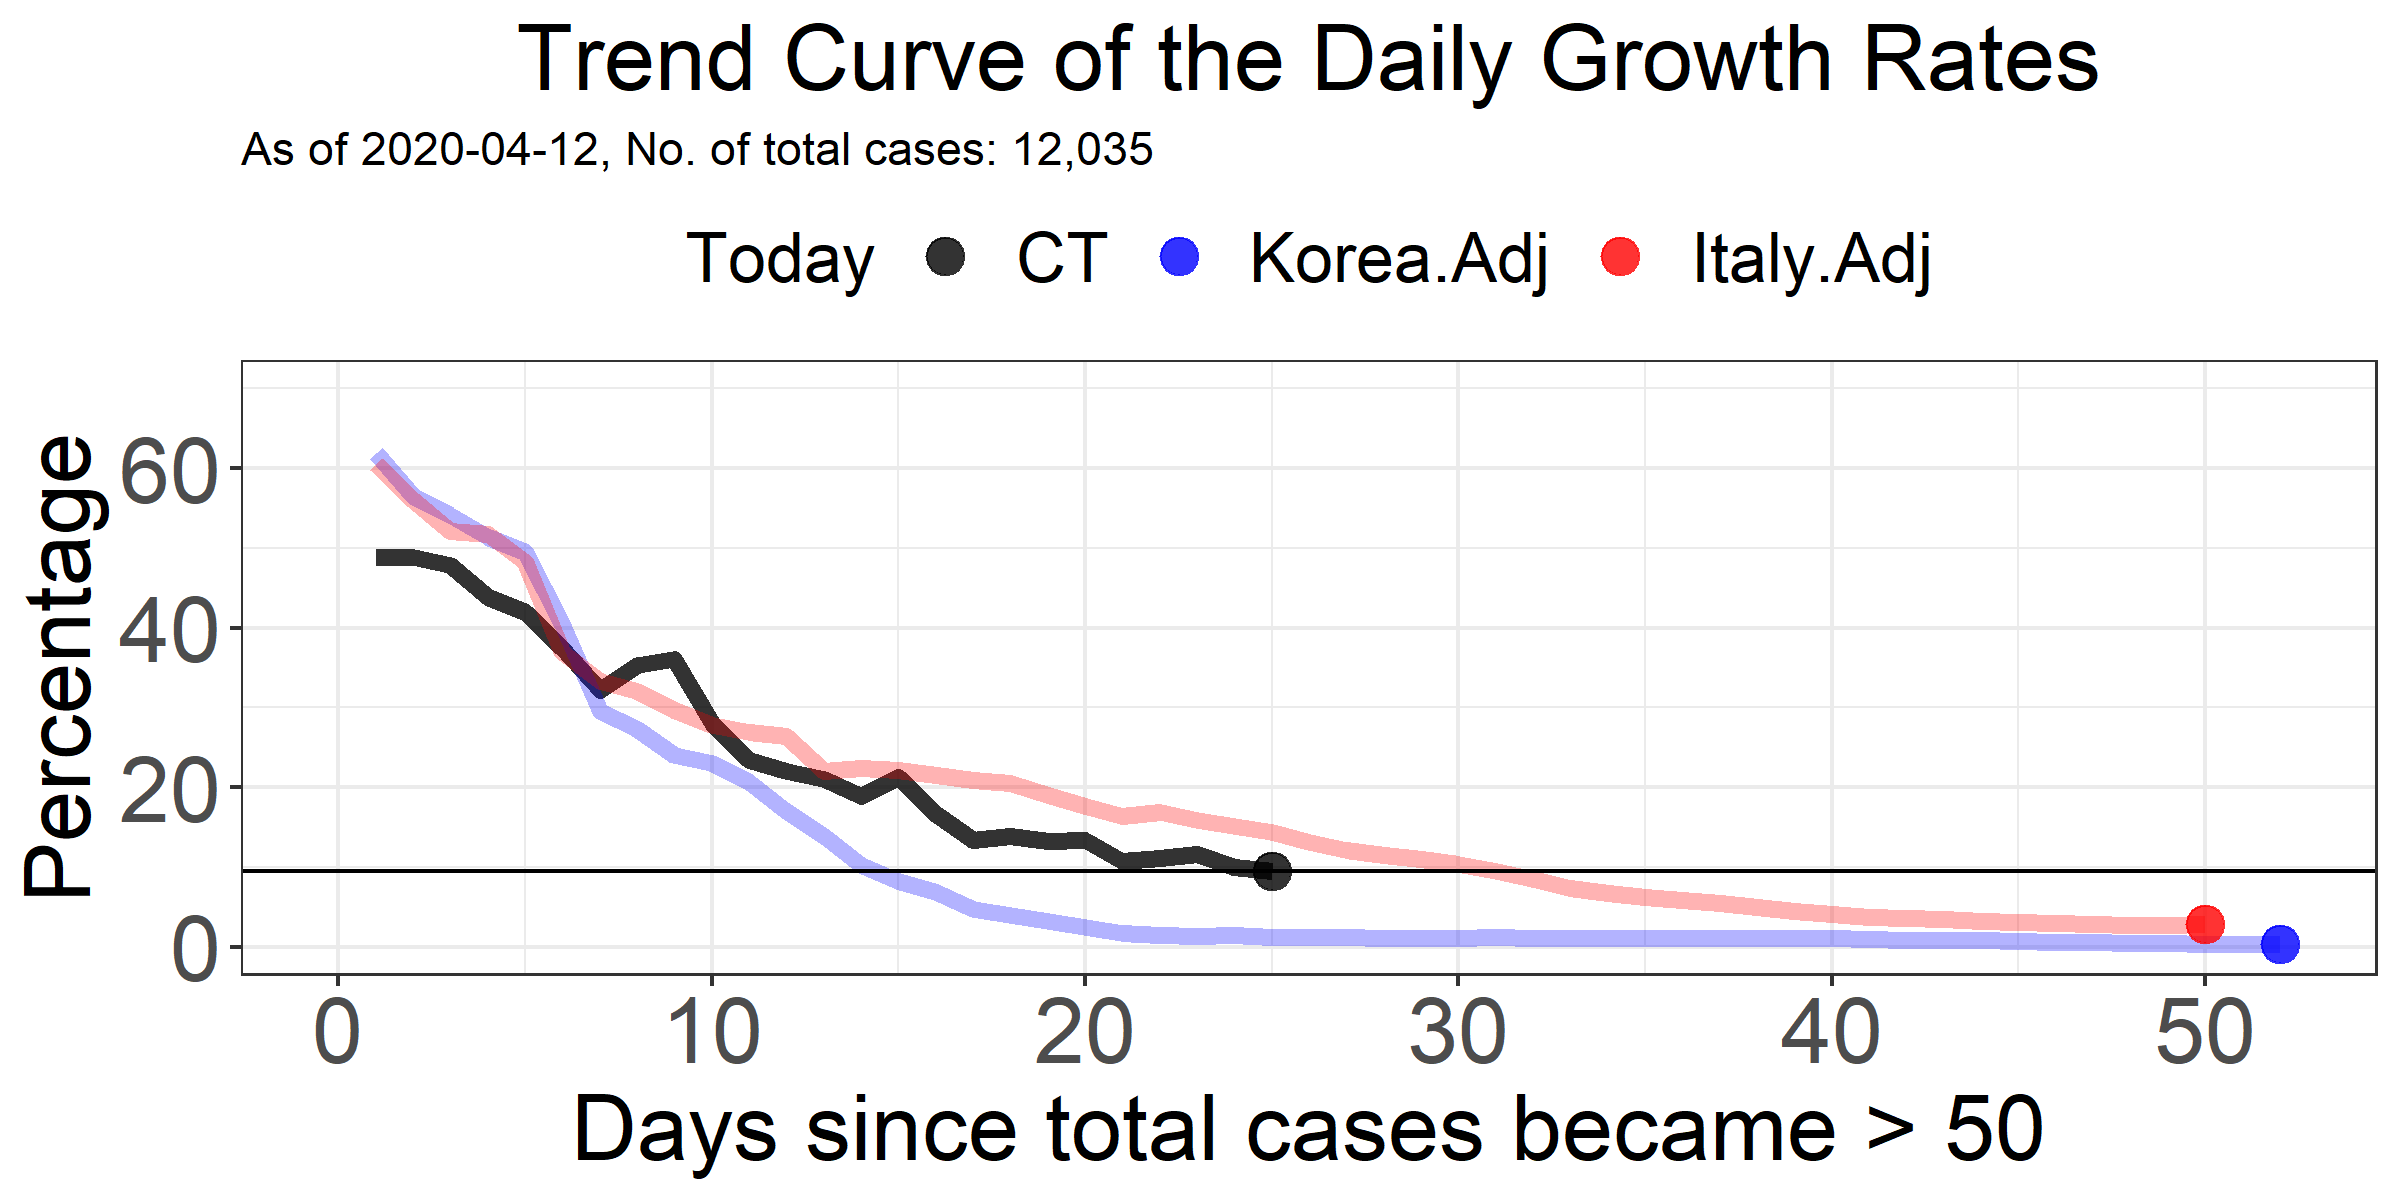 Trend Curve of the Daily Growth Rates
As of 2020-04-12, No. of total cases: 12,035
Today CT Korea.Adj Italy.Adj
Percentage
60
40
20
0
0 10 20 30 40 50
Days since total cases became > 50